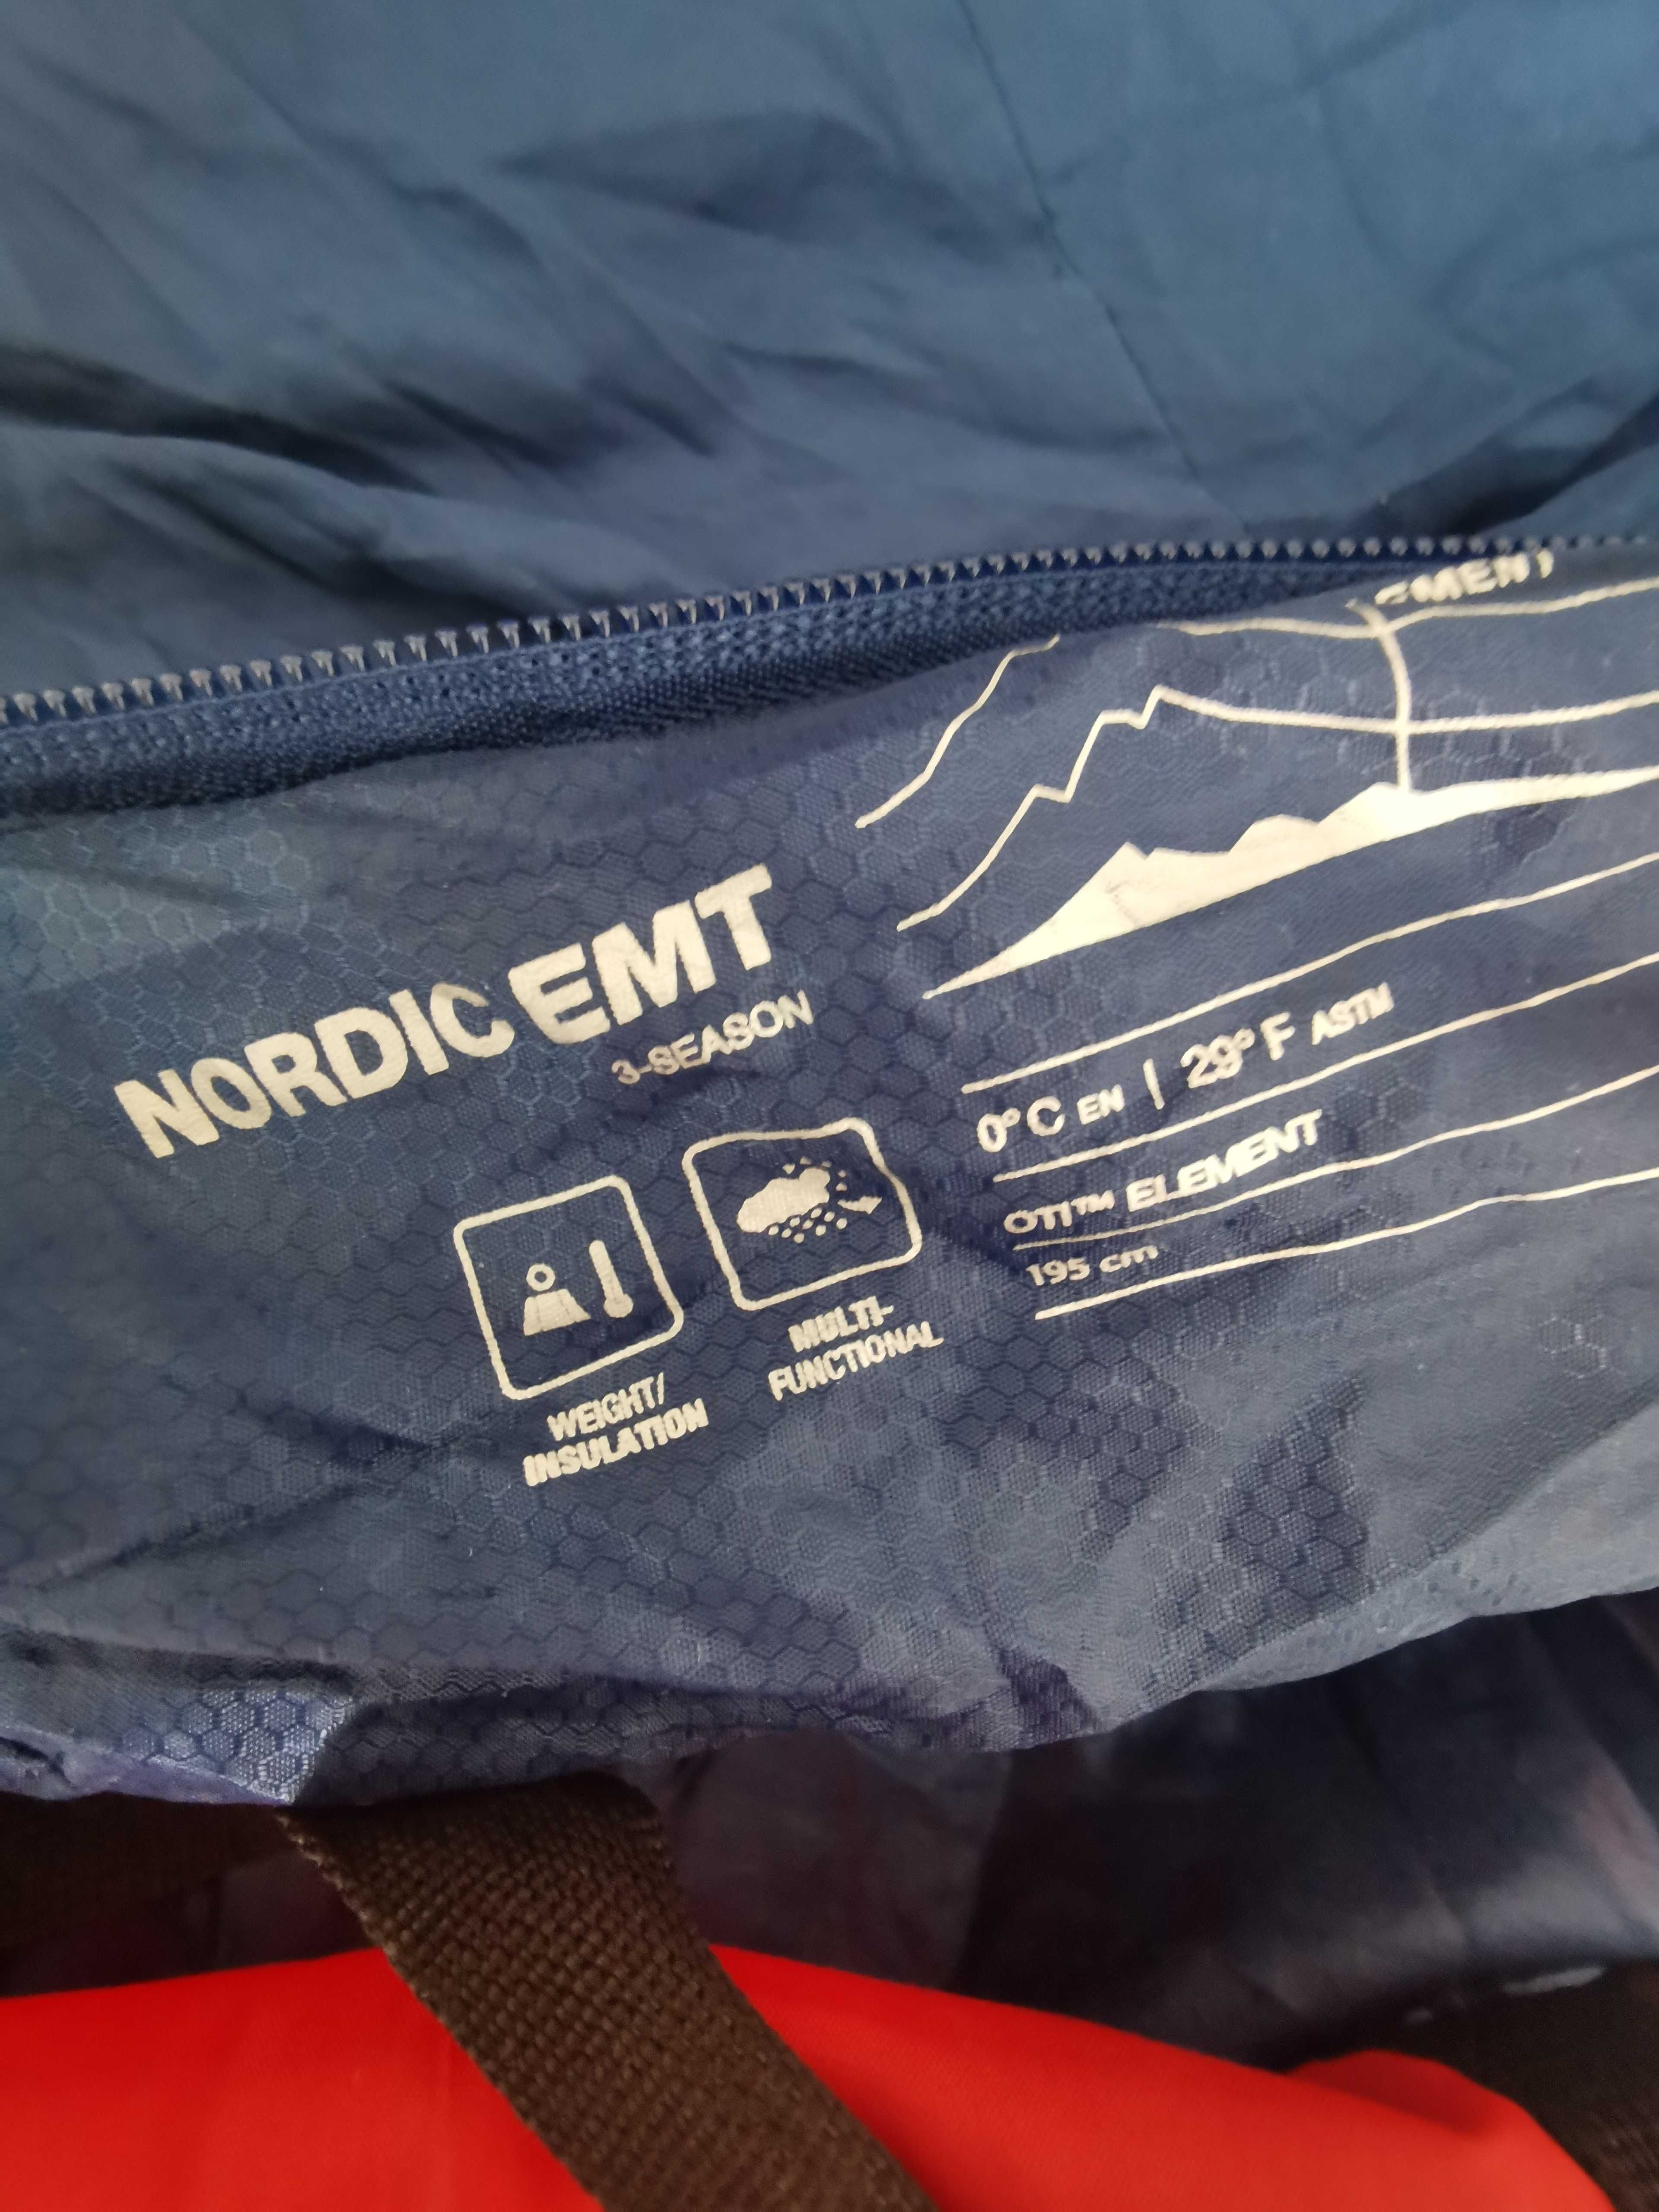 NORDIC EMT
3-SEASON
WEIGHT/
INSULATION
MULTI-
FUNCTIONAL
0°C EN | 29°F ASTM
OTI™ ELEMENT
195 cm